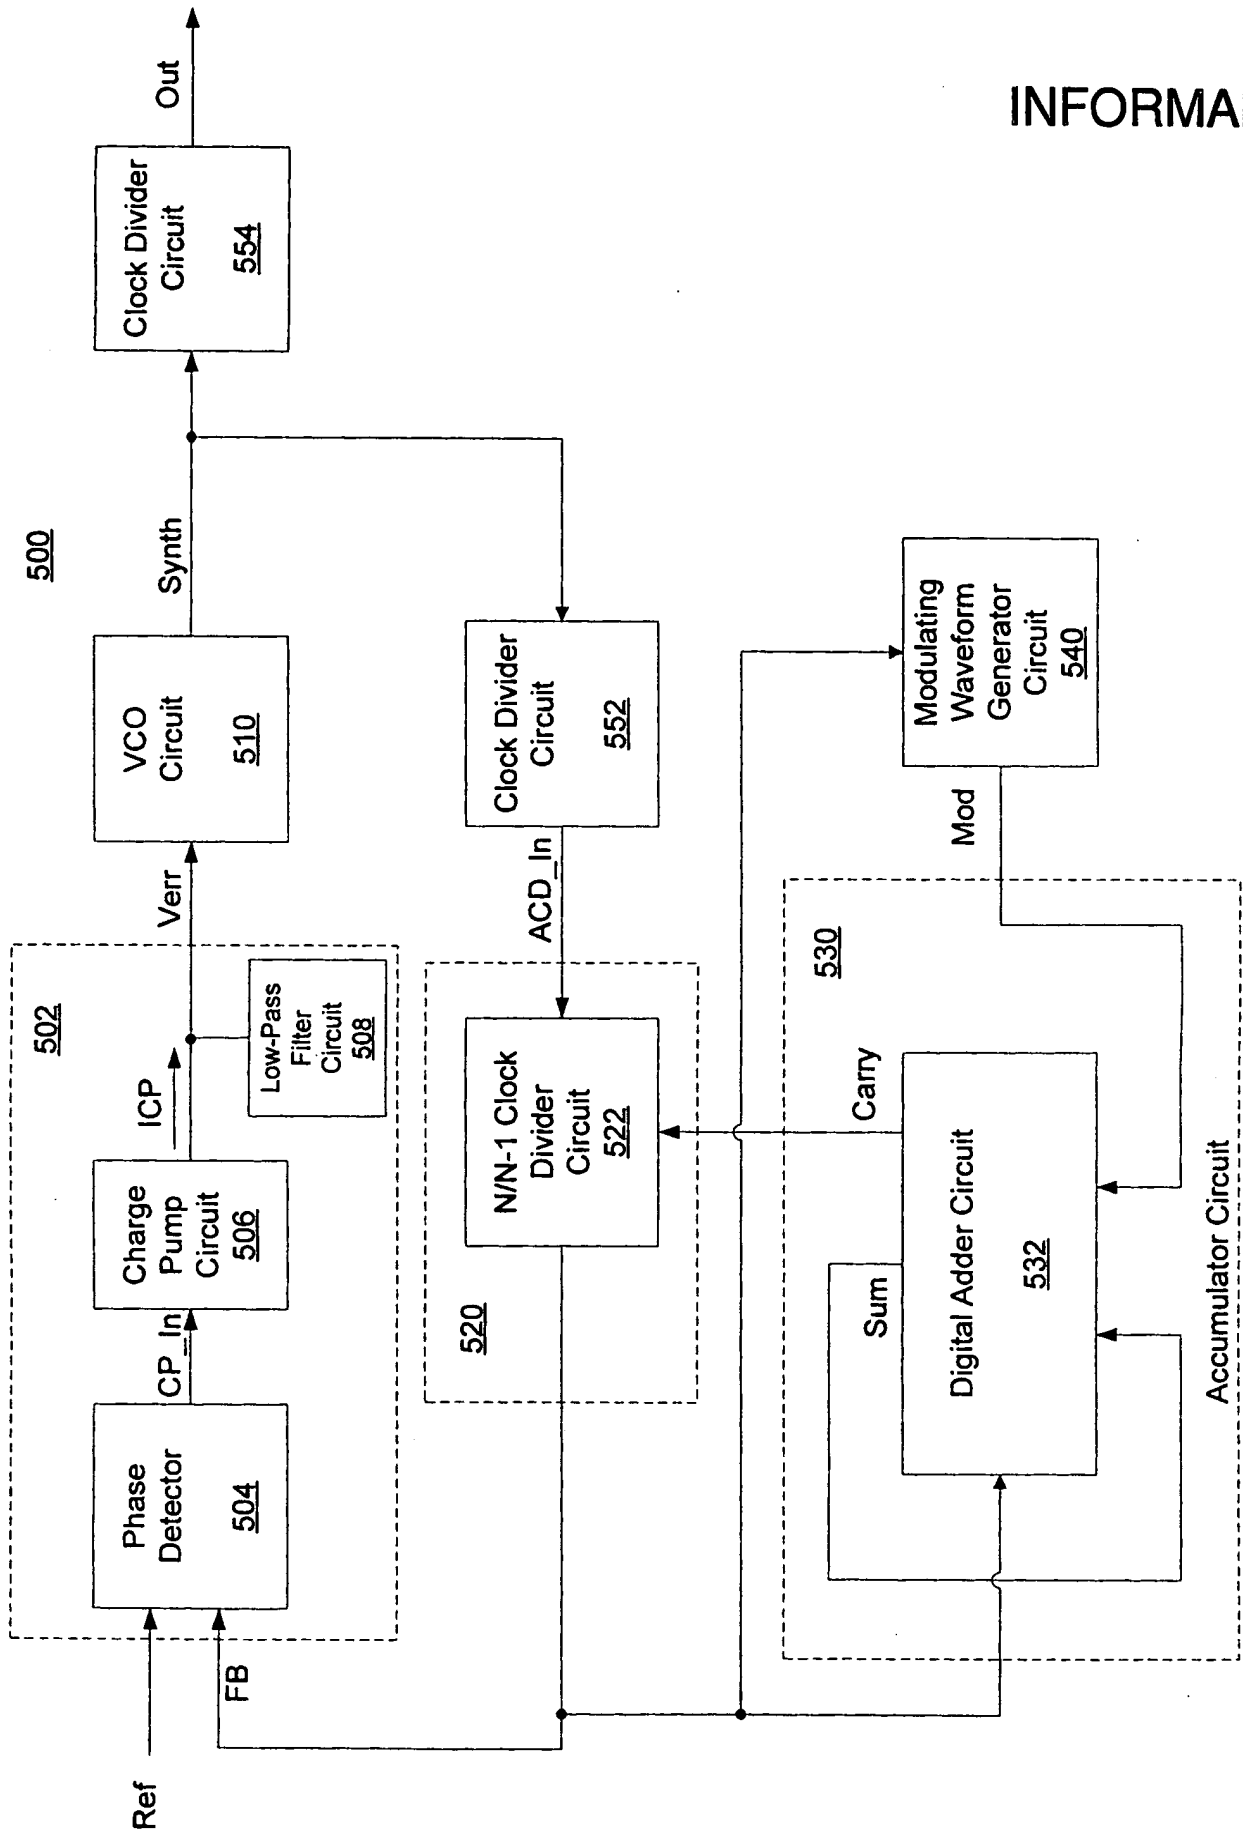 INFORMA
500
502
Ref
FB
Phase
Detector
504
CP_In
Charge
Pump
Circuit
506
ICP
Low-Pass
Filter
Circuit
508
Verr
VCO
Circuit
510
Synth
Clock Divider
Circuit
554
Out
520
N/N-1 Clock
Divider
Circuit
522
ACD_In
Clock Divider
Circuit
552
530
Sum
Carry
Digital Adder Circuit
532
Accumulator Circuit
Mod
Modulating
Waveform
Generator
Circuit
540